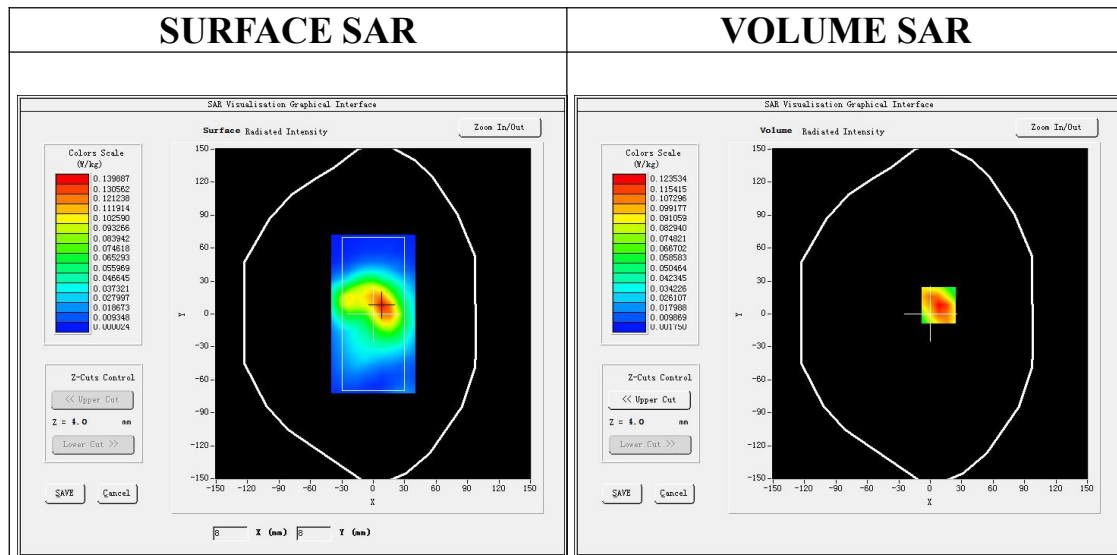 SURFACE SAR
VOLUME SAR
SAR Visualisation Graphical Interface
Surface Radiated Intensity
Zoom In/Out
Colors Scale
(W/kg)
0.139887
0.130562
0.121238
0.111914
0.102590
0.093266
0.083942
0.074618
0.065293
0.055969
0.046645
0.037321
0.027997
0.018673
0.009348
0.000024
150
120
90
60
30
0
-30
-60
-90
-120
-150
Y
-150 -120 -90 -60 -30 0 30 60 90 120 150
X
Z-Cuts Control
<< Upper Cut
Z = 4.0 mm
Lower Cut >>
SAVE
Cancel
8 X (mm) 8 Y (mm)
SAR Visualisation Graphical Interface
Volume Radiated Intensity
Zoom In/Out
Colors Scale
(W/kg)
0.123534
0.115415
0.107296
0.099177
0.091059
0.082940
0.074821
0.066702
0.058583
0.050464
0.042345
0.034226
0.026107
0.017988
0.009869
0.001750
150
120
90
60
30
0
-30
-60
-90
-120
-150
Y
-150 -120 -90 -60 -30 0 30 60 90 120 150
X
Z-Cuts Control
<< Upper Cut
Z = 4.0 mm
Lower Cut >>
SAVE
Cancel